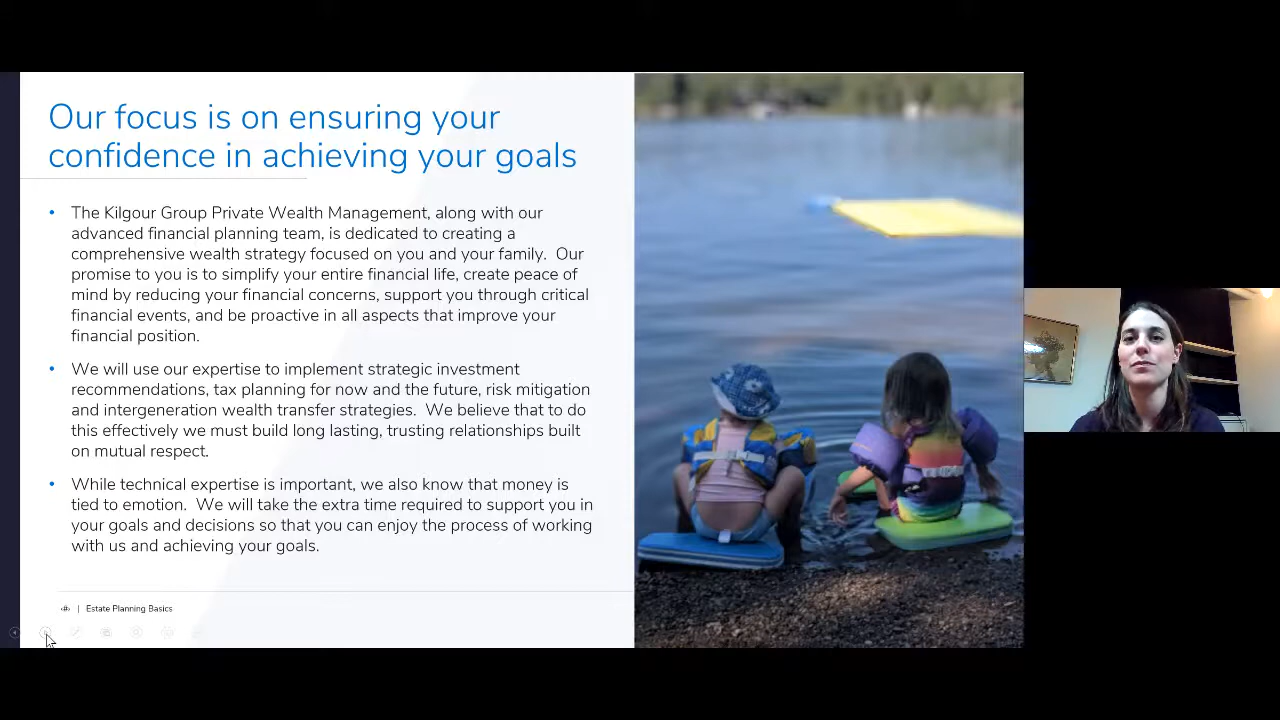 Our focus is on ensuring your
confidence in achieving your goals
• The Kilgour Group Private Wealth Management, along with our
advanced financial planning team, is dedicated to creating a
comprehensive wealth strategy focused on you and your family.  Our
promise to you is to simplify your entire financial life, create peace of
mind by reducing your financial concerns, support you through critical
financial events, and be proactive in all aspects that improve your
financial position.
• We will use our expertise to implement strategic investment
recommendations, tax planning for now and the future, risk mitigation
and intergeneration wealth transfer strategies.  We believe that to do
this effectively we must build long lasting, trusting relationships built
on mutual respect.
• While technical expertise is important, we also know that money is
tied to emotion.  We will take the extra time required to support you in
your goals and decisions so that you can enjoy the process of working
with us and achieving your goals.
| Estate Planning Basics